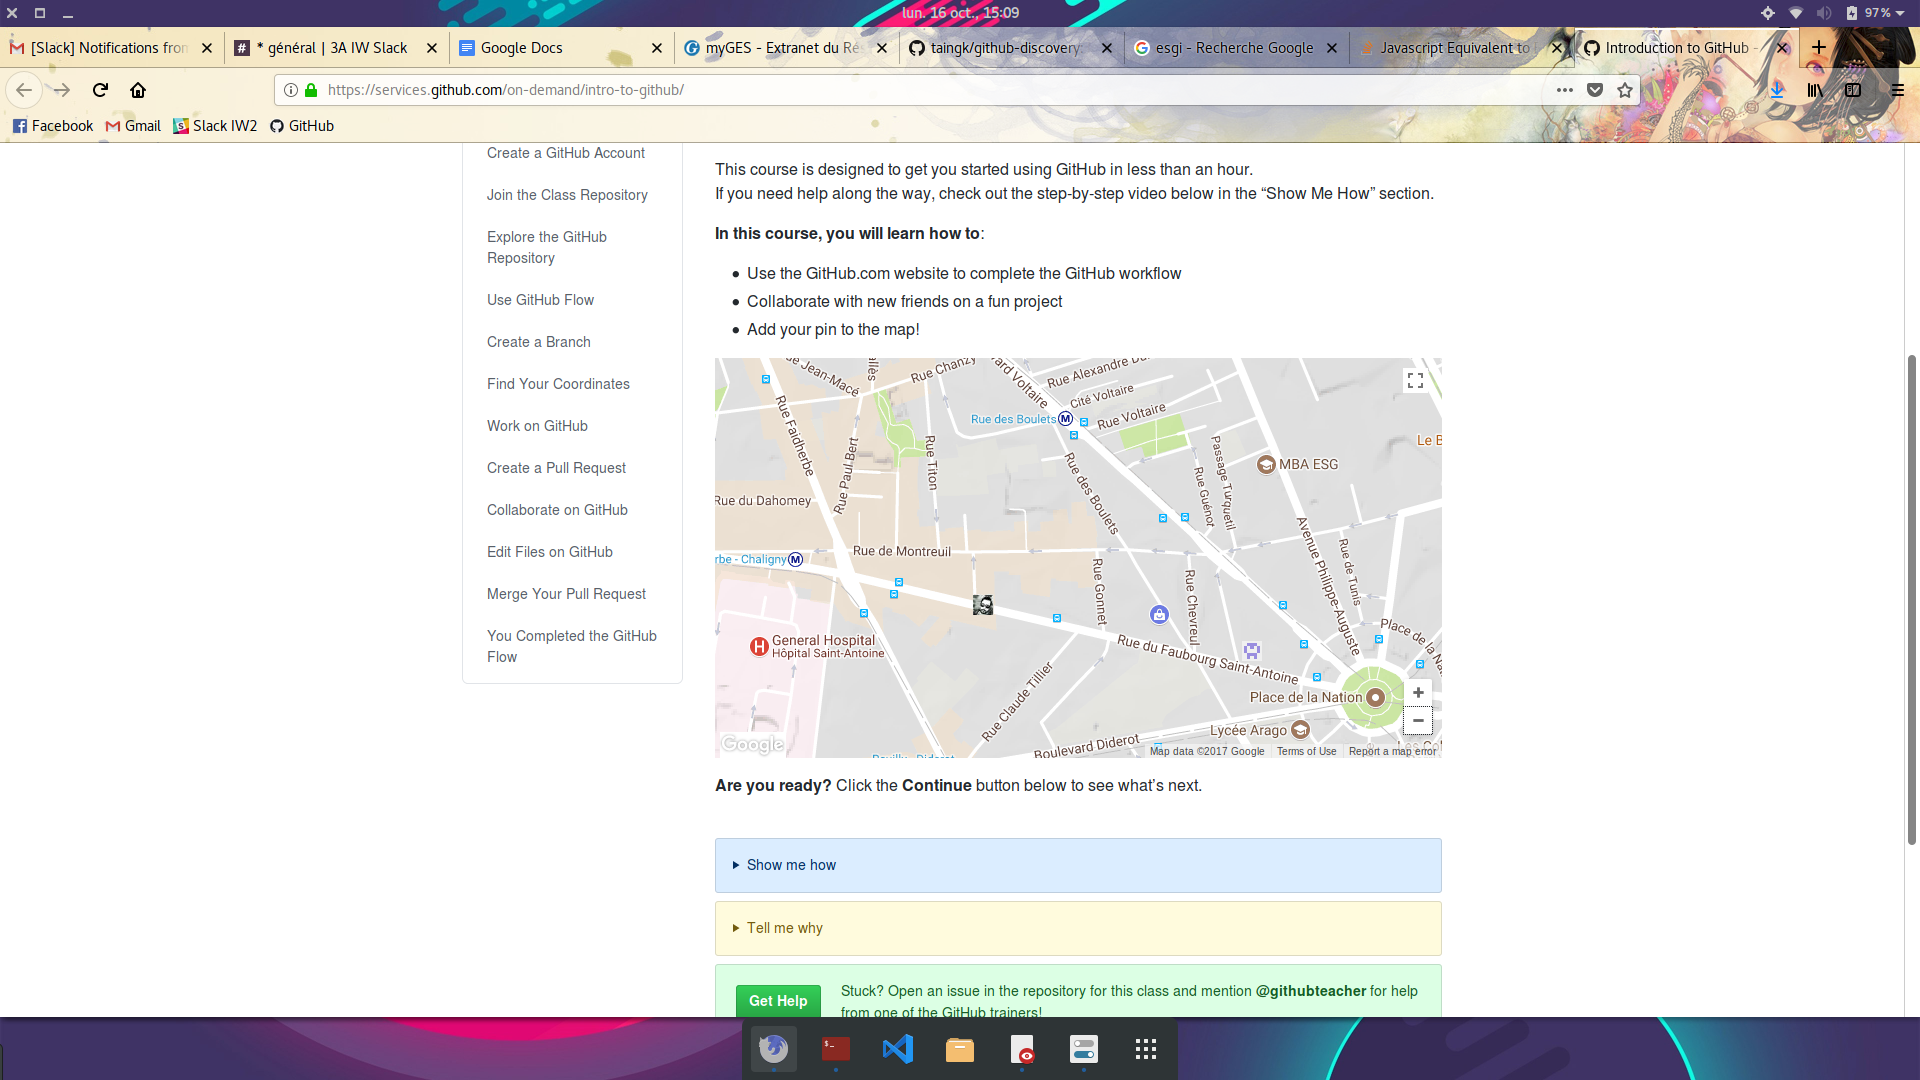 lun. 16 oct., 15:09
97%
[Slack] Notifications fron
* général | 3A IW Slack
Google Docs
myGES - Extranet du Ré
taingk/github-discovery:
esgi - Recherche Google
Javascript Equivalent to
Introduction to GitHub -
https://services.github.com/on-demand/intro-to-github/
Facebook
Gmail
Slack IW2
GitHub
Create a GitHub Account
Join the Class Repository
Explore the GitHub
Repository
Use GitHub Flow
Create a Branch
Find Your Coordinates
Work on GitHub
Create a Pull Request
Collaborate on GitHub
Edit Files on GitHub
Merge Your Pull Request
You Completed the GitHub
Flow
This course is designed to get you started using GitHub in less than an hour.
If you need help along the way, check out the step-by-step video below in the “Show Me How” section.
In this course, you will learn how to:
Use the GitHub.com website to complete the GitHub workflow
Collaborate with new friends on a fun project
Add your pin to the map!
Rue Jean-Macé
Rue Chanzy
Voltaire
Rue Alexandre Du
Cité Voltaire
Rue Voltaire
Rue des Boulets
Rue Faidherbe
Rue Paul Bert
Rue Titon
Rue des Boulets
Rue Guénot
Passage Turquetil
MBA ESG
Le B
Rue du Dahomey
Rue de Montreuil
Avenue Philippe-Auguste
Rue de Tunis
rbe - Chaligny
Rue Gonnet
Rue Chevreul
Place de la
General Hospital
Hôpital Saint-Antoine
Rue du Faubourg Saint-Antoine
Rue Claude Tillier
Place de la Nation
Lycée Arago
Boulevard Diderot
Google
Map data ©2017 Google
Terms of Use
Report a map error
Are you ready? Click the Continue button below to see what’s next.
Show me how
Tell me why
Get Help
Stuck? Open an issue in the repository for this class and mention @githubteacher for help
from one of the GitHub trainers!